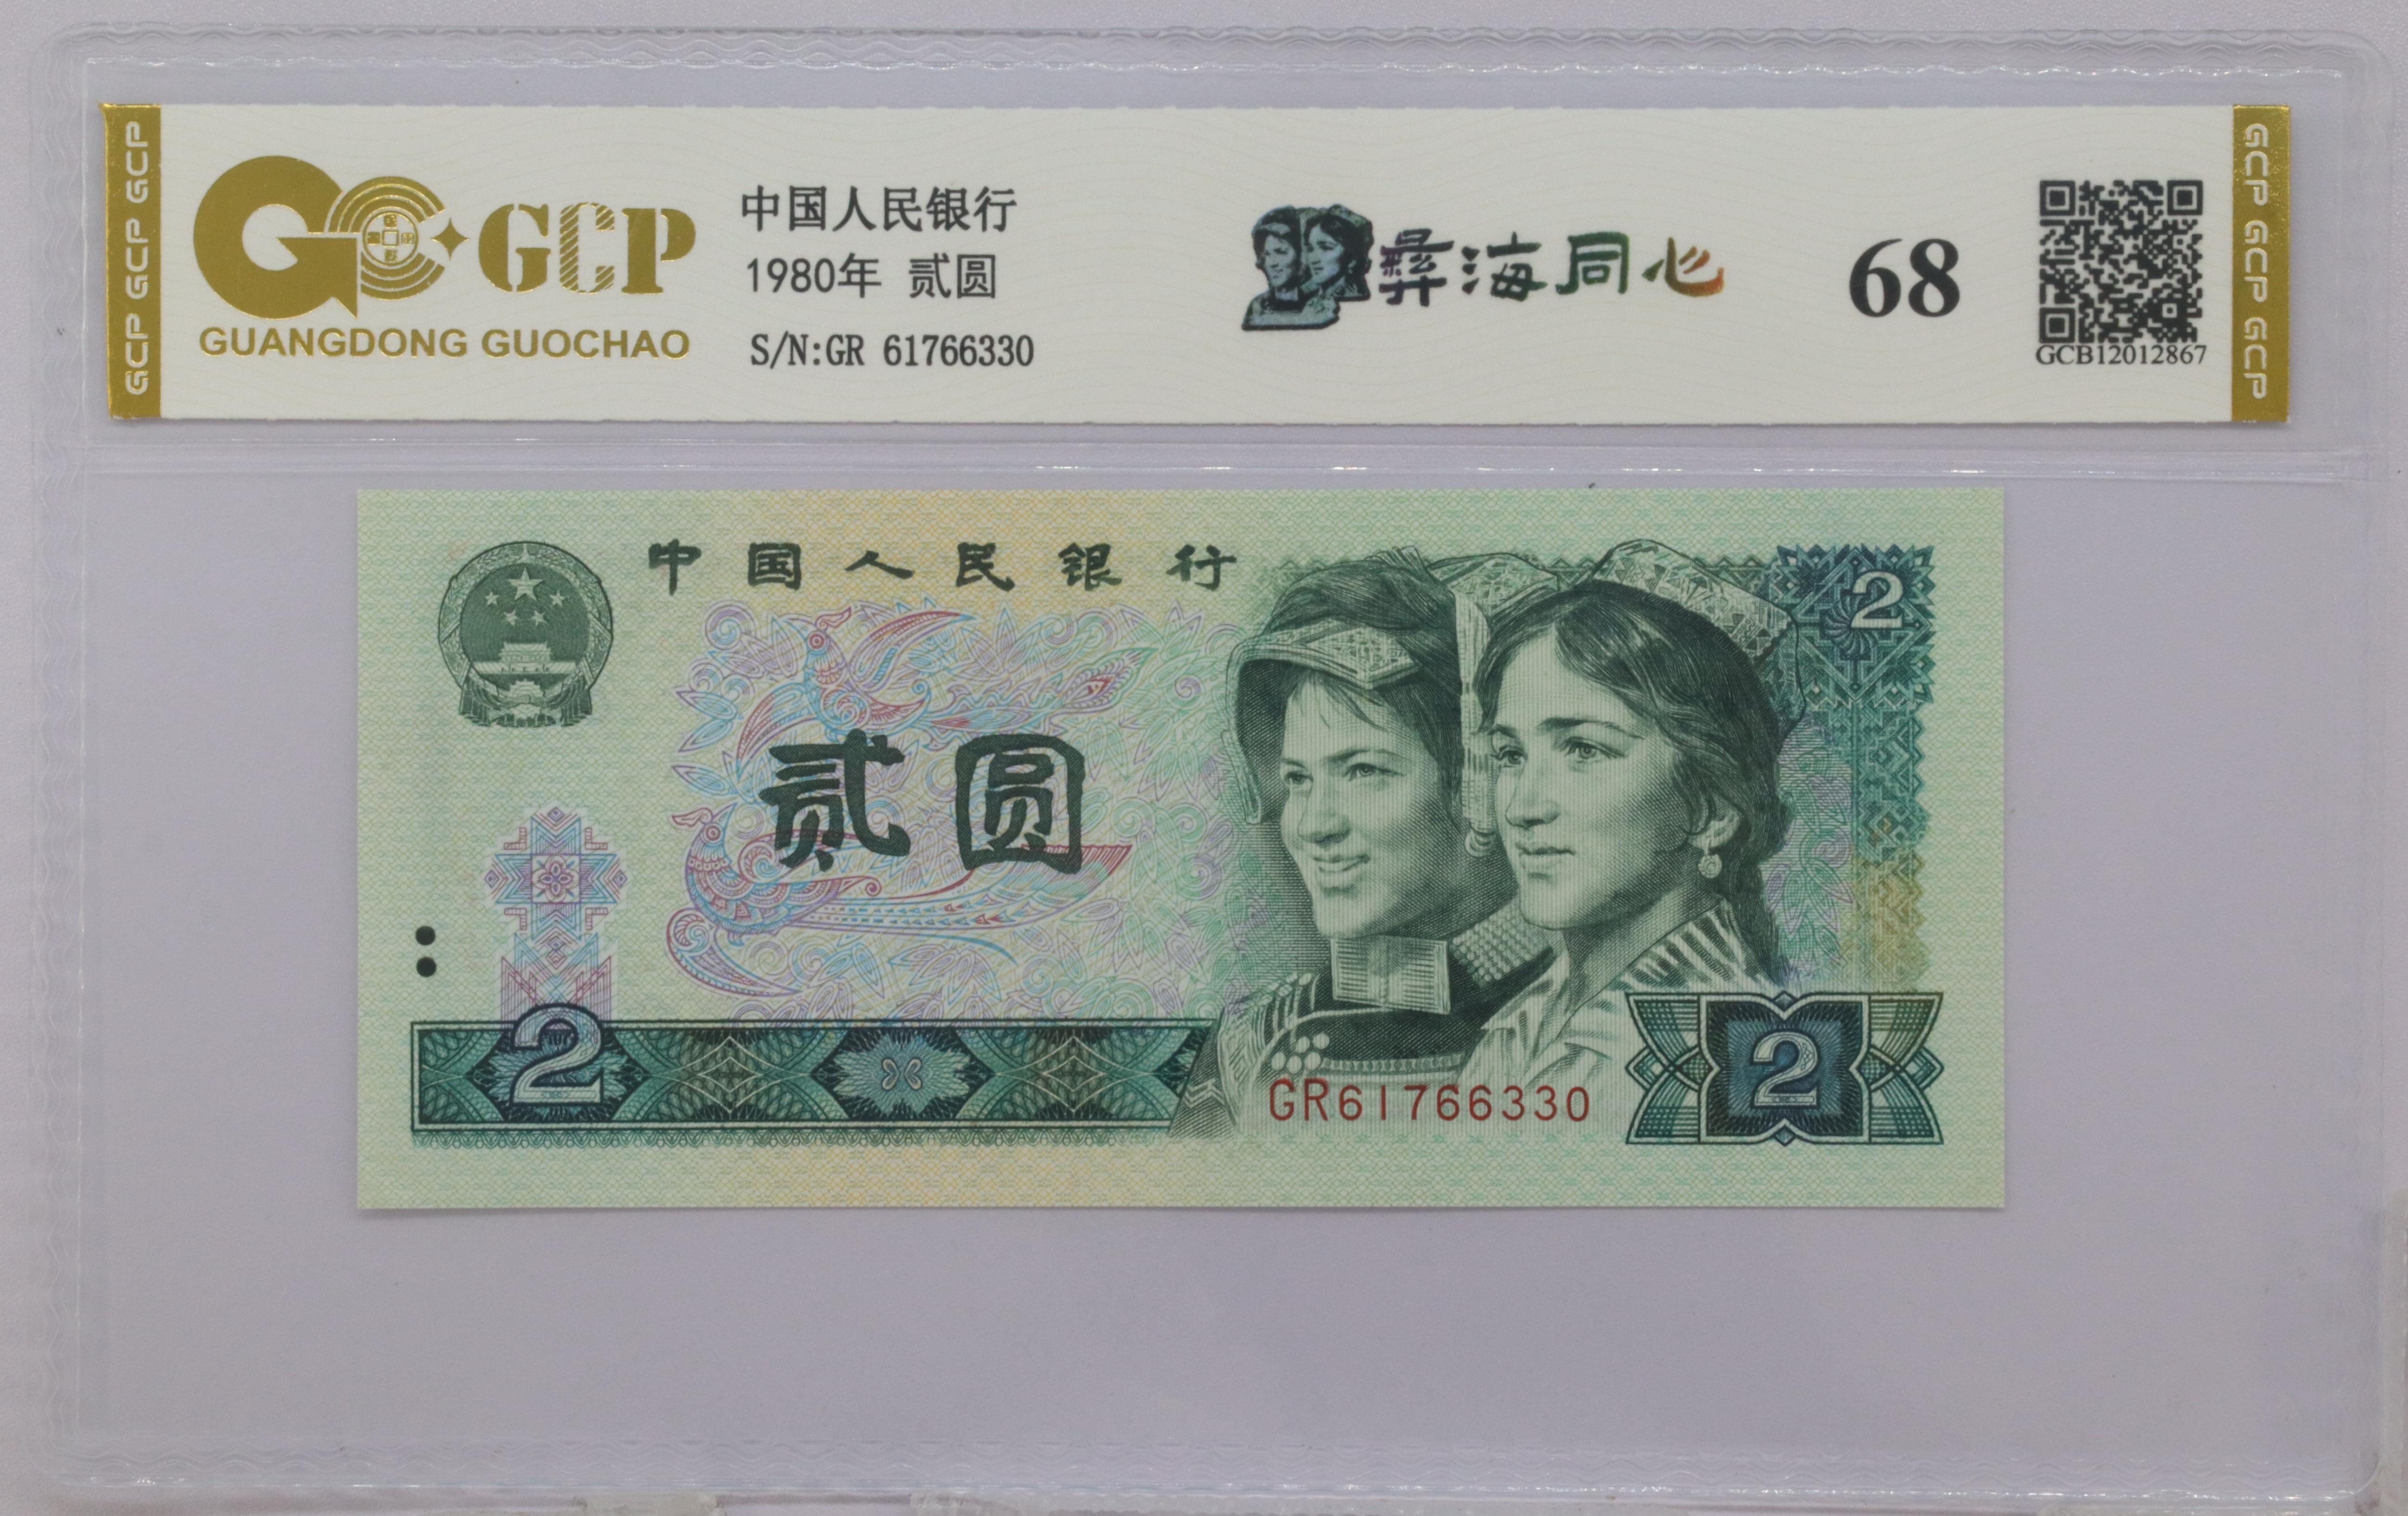 GCP GCP GCP
GCP
GUANGDONG GUOCHAO
中国人民银行
1980年 贰圆
S/N:GR 61766330
彝海同心
68
GCB12012867
GCP GCP GCP
中国人民银行
2
贰圆
2
GR61766330
2